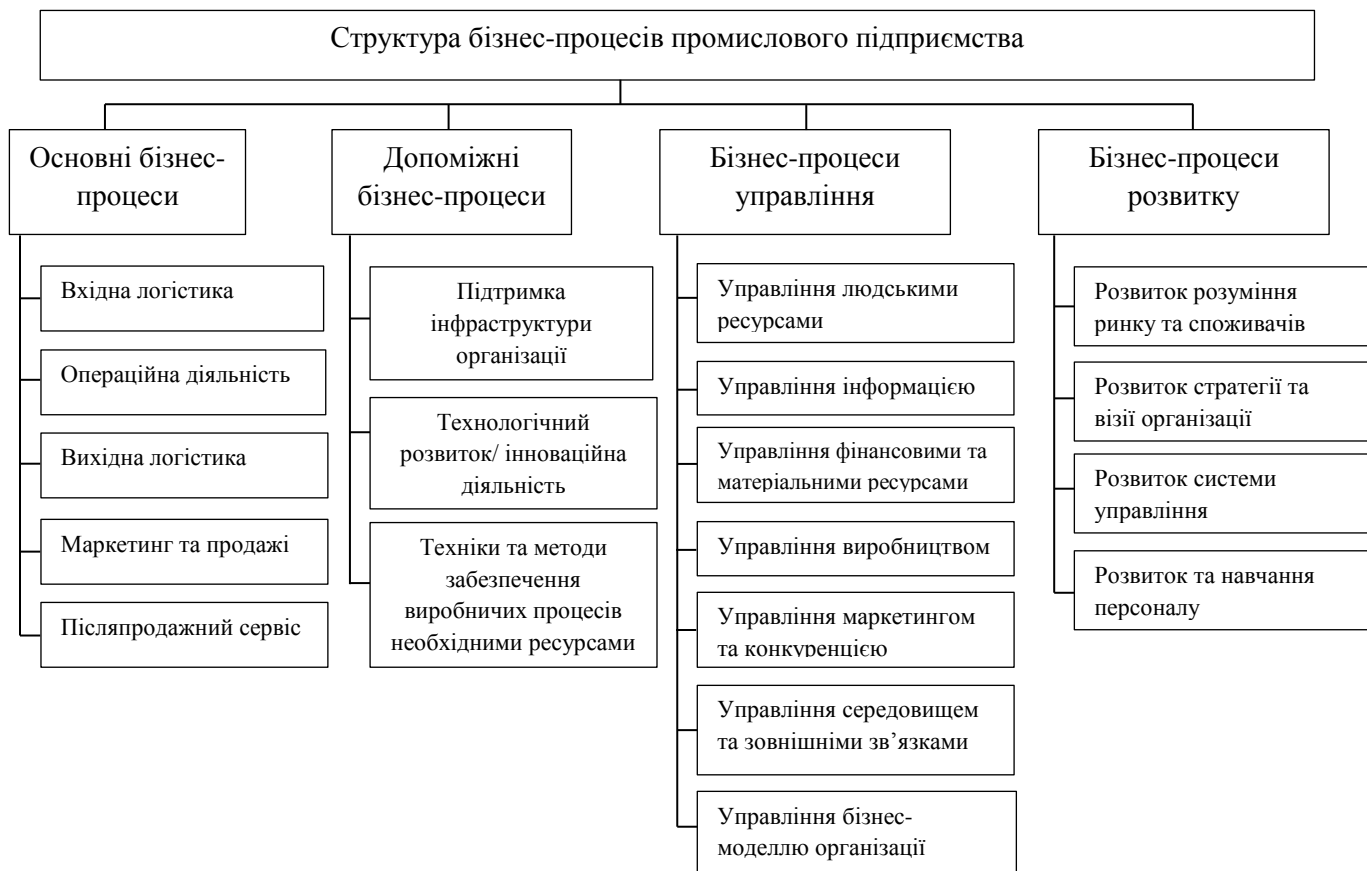 Структура бізнес-процесів промислового підприємства
Основні бізнес-
процеси
Вхідна логістика
Операційна діяльність
Вихідна логістика
Маркетинг та продажі
Післяпродажний сервіс
Допоміжні
бізнес-процеси
Підтримка
інфраструктури
організації
Технологічний
розвиток/ інноваційна
діяльність
Техніки та методи
забезпечення
виробничих процесів
необхідними ресурсами
Бізнес-процеси
управління
Управління людськими
ресурсами
Управління інформацією
Управління фінансовими та
матеріальними ресурсами
Управління виробництвом
Управління маркетингом
та конкуренцією
Управління середовищем
та зовнішніми зв’язками
Управління бізнес-
моделлю організації
Бізнес-процеси
розвитку
Розвиток розуміння
ринку та споживачів
Розвиток стратегії та
візії організації
Розвиток системи
управління
Розвиток та навчання
персоналу